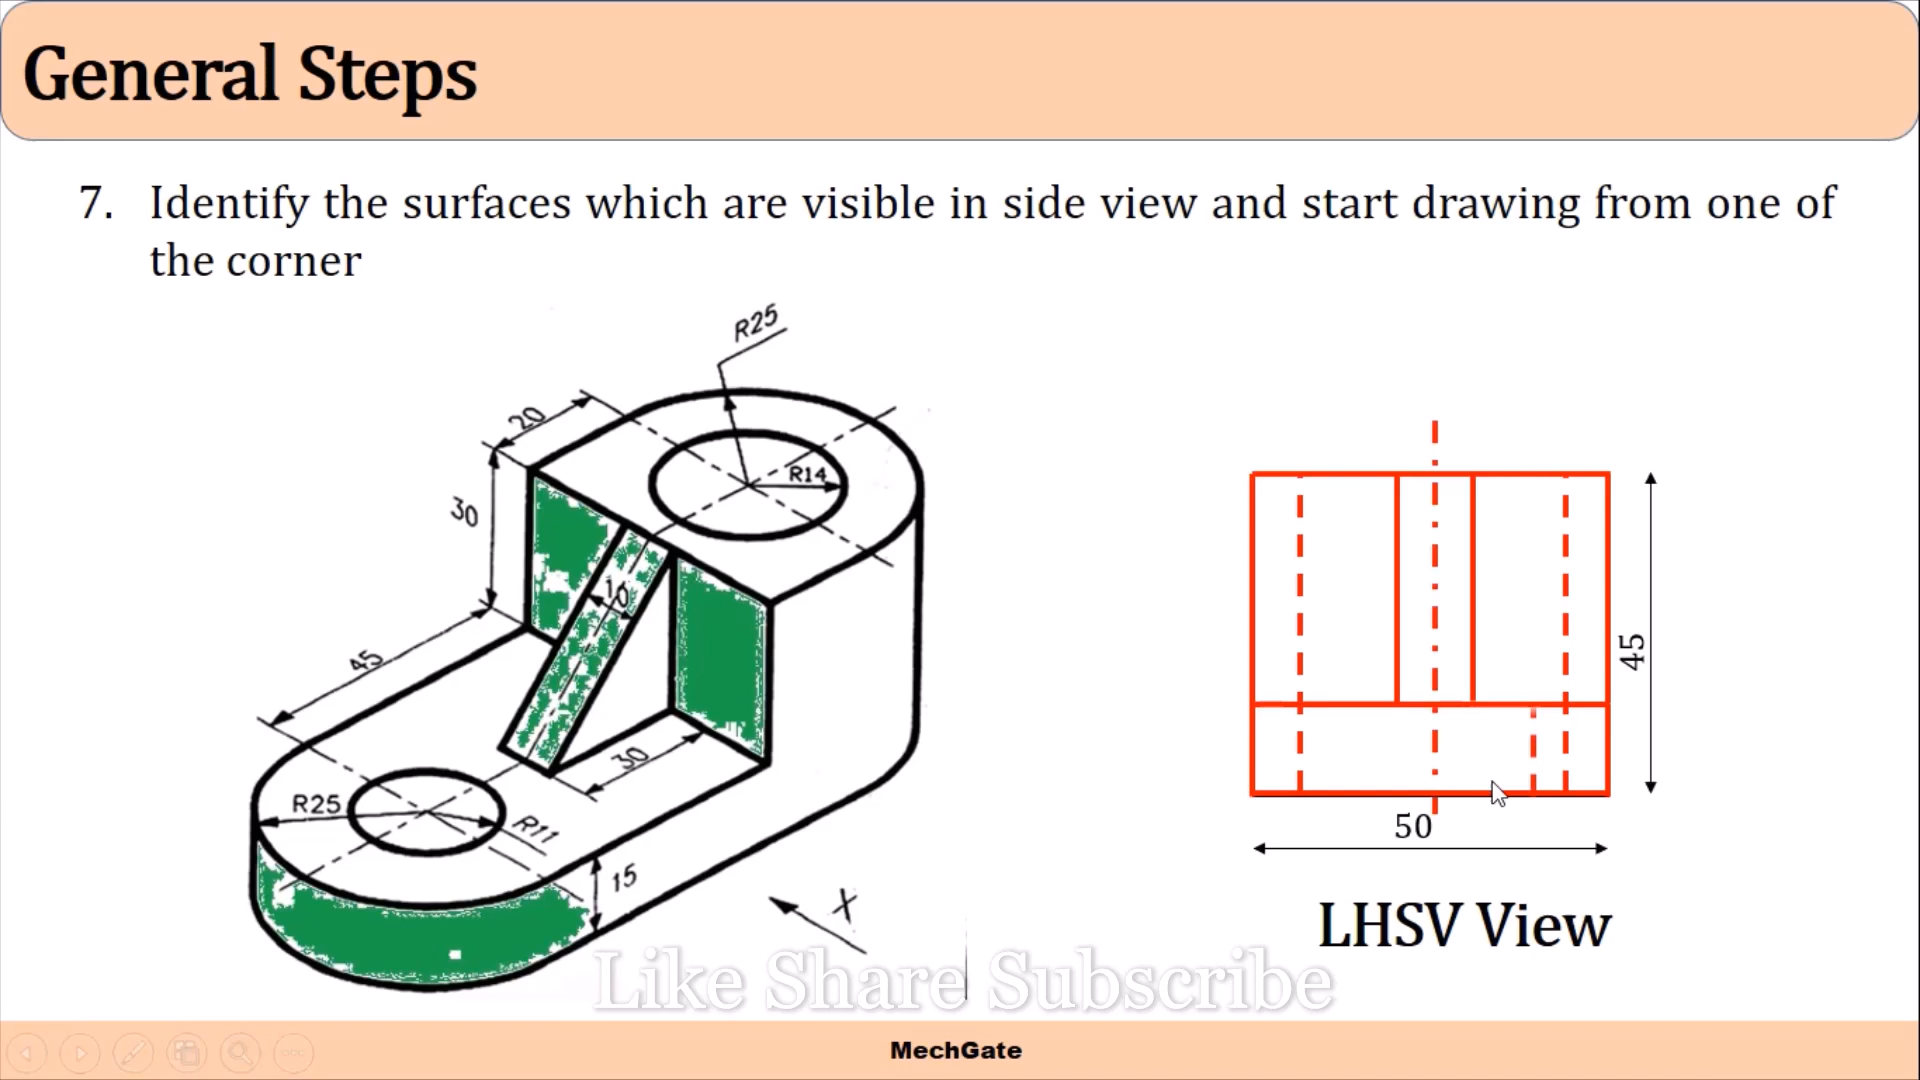 General Steps
7. Identify the surfaces which are visible in side view and start drawing from one of
the corner
R25
20
R14
30
10
45
45
30
R25
R11
50
15
X
LHSV View
Like Share Subscribe
MechGate